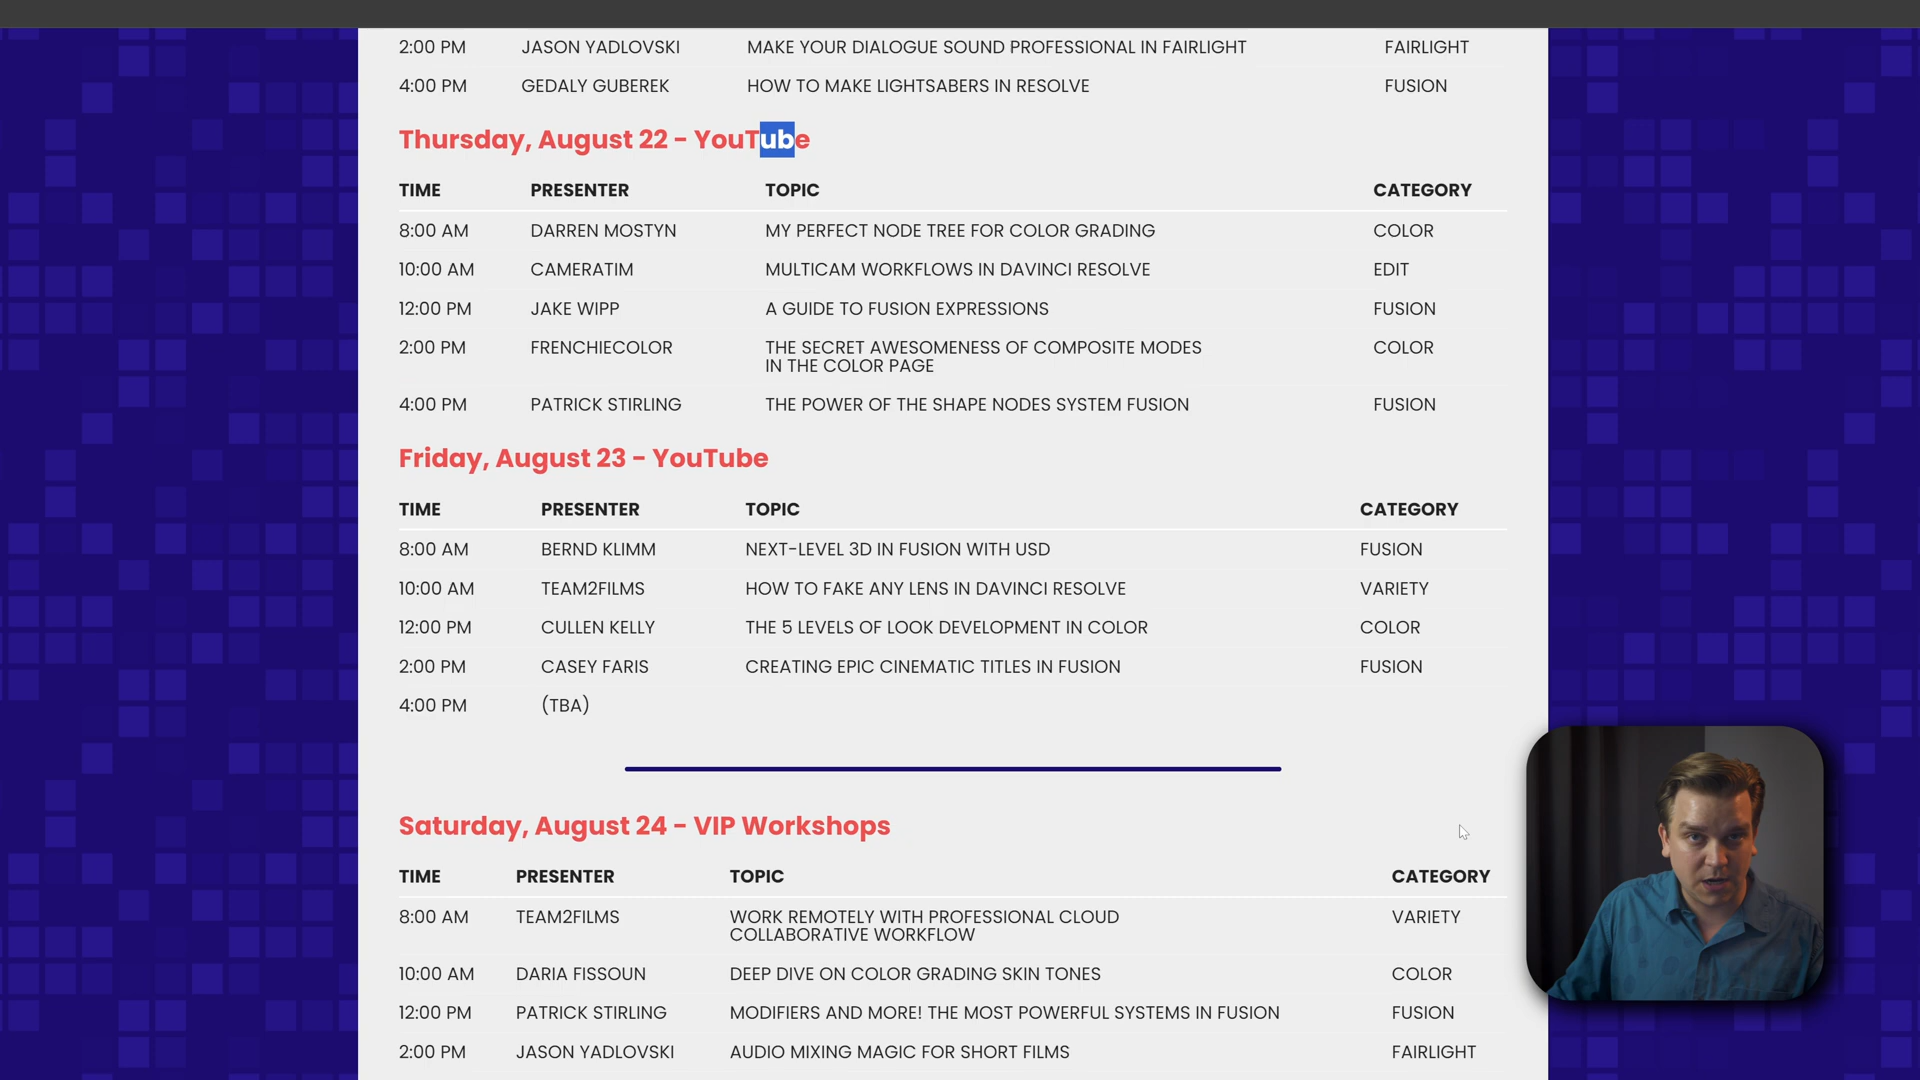 2:00 PM JASON YADLOVSKI MAKE YOUR DIALOGUE SOUND PROFESSIONAL IN FAIRLIGHT FAIRLIGHT
4:00 PM GEDALY GUBEREK HOW TO MAKE LIGHTSABERS IN RESOLVE FUSION
Thursday, August 22 - YouTube
TIME PRESENTER TOPIC CATEGORY
8:00 AM DARREN MOSTYN MY PERFECT NODE TREE FOR COLOR GRADING COLOR
10:00 AM CAMERATIM MULTICAM WORKFLOWS IN DAVINCI RESOLVE EDIT
12:00 PM JAKE WIPP A GUIDE TO FUSION EXPRESSIONS FUSION
2:00 PM FRENCHIECOLOR THE SECRET AWESOMENESS OF COMPOSITE MODES COLOR
IN THE COLOR PAGE
4:00 PM PATRICK STIRLING THE POWER OF THE SHAPE NODES SYSTEM FUSION FUSION
Friday, August 23 - YouTube
TIME PRESENTER TOPIC CATEGORY
8:00 AM BERND KLIMM NEXT-LEVEL 3D IN FUSION WITH USD FUSION
10:00 AM TEAM2FILMS HOW TO FAKE ANY LENS IN DAVINCI RESOLVE VARIETY
12:00 PM CULLEN KELLY THE 5 LEVELS OF LOOK DEVELOPMENT IN COLOR COLOR
2:00 PM CASEY FARIS CREATING EPIC CINEMATIC TITLES IN FUSION FUSION
4:00 PM (TBA)
Saturday, August 24 - VIP Workshops
TIME PRESENTER TOPIC CATEGORY
8:00 AM TEAM2FILMS WORK REMOTELY WITH PROFESSIONAL CLOUD VARIETY
COLLABORATIVE WORKFLOW
10:00 AM DARIA FISSOUN DEEP DIVE ON COLOR GRADING SKIN TONES COLOR
12:00 PM PATRICK STIRLING MODIFIERS AND MORE! THE MOST POWERFUL SYSTEMS IN FUSION FUSION
2:00 PM JASON YADLOVSKI AUDIO MIXING MAGIC FOR SHORT FILMS FAIRLIGHT